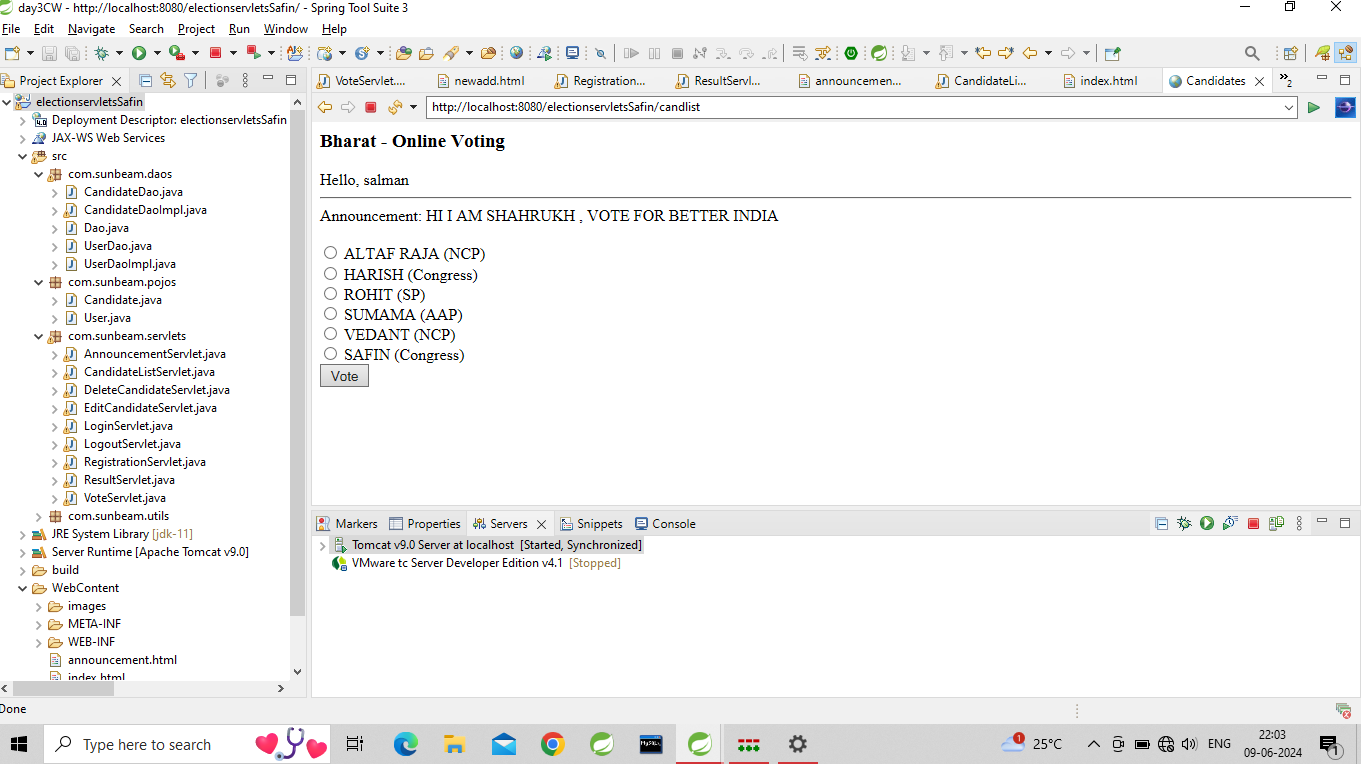 day3CW - http://localhost:8080/electionservletsSafin/ - Spring Tool Suite 3
File Edit Navigate Search Project Run Window Help
Project Explorer
VoteServlet.... newadd.html Registration... ResultServl... announcemen... CandidateLi... index.html Candidates »2
electionservletsSafin
Deployment Descriptor: electionservletsSafin
JAX-WS Web Services
src
com.sunbeam.daos
CandidateDao.java
CandidateDaoImpl.java
Dao.java
UserDao.java
UserDaoImpl.java
com.sunbeam.pojos
Candidate.java
User.java
com.sunbeam.servlets
AnnouncementServlet.java
CandidateListServlet.java
DeleteCandidateServlet.java
EditCandidateServlet.java
LoginServlet.java
LogoutServlet.java
RegistrationServlet.java
ResultServlet.java
VoteServlet.java
com.sunbeam.utils
JRE System Library [jdk-11]
Server Runtime [Apache Tomcat v9.0]
build
WebContent
images
META-INF
WEB-INF
announcement.html
index.html
http://localhost:8080/electionservletsSafin/candlist
Bharat - Online Voting
Hello, salman
Announcement: HI I AM SHAHRUKH , VOTE FOR BETTER INDIA
ALTAF RAJA (NCP)
HARISH (Congress)
ROHIT (SP)
SUMAMA (AAP)
VEDANT (NCP)
SAFIN (Congress)
Vote
Markers Properties Servers Snippets Console
Tomcat v9.0 Server at localhost [Started, Synchronized]
VMware tc Server Developer Edition v4.1 [Stopped]
Done
Type here to search
MySQL
1
25°C
ENG
22:03
09-06-2024
1